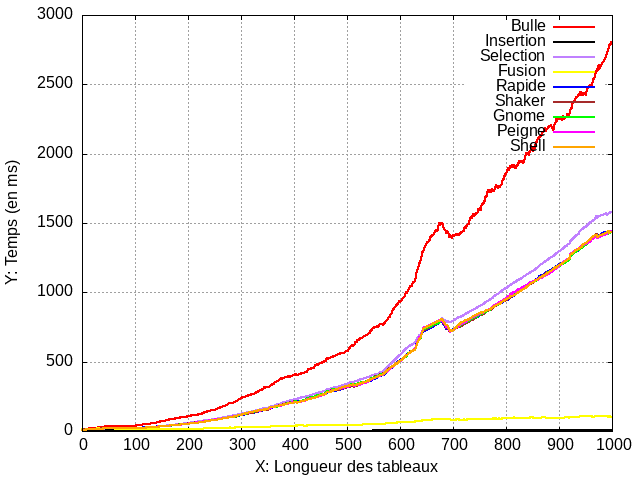 3000
2500
2000
1500
1000
500
0
Y: Temps (en ms)
Bulle
Insertion
Selection
Fusion
Rapide
Shaker
Gnome
Peigne
Shell
0 100 200 300 400 500 600 700 800 900 1000
X: Longueur des tableaux